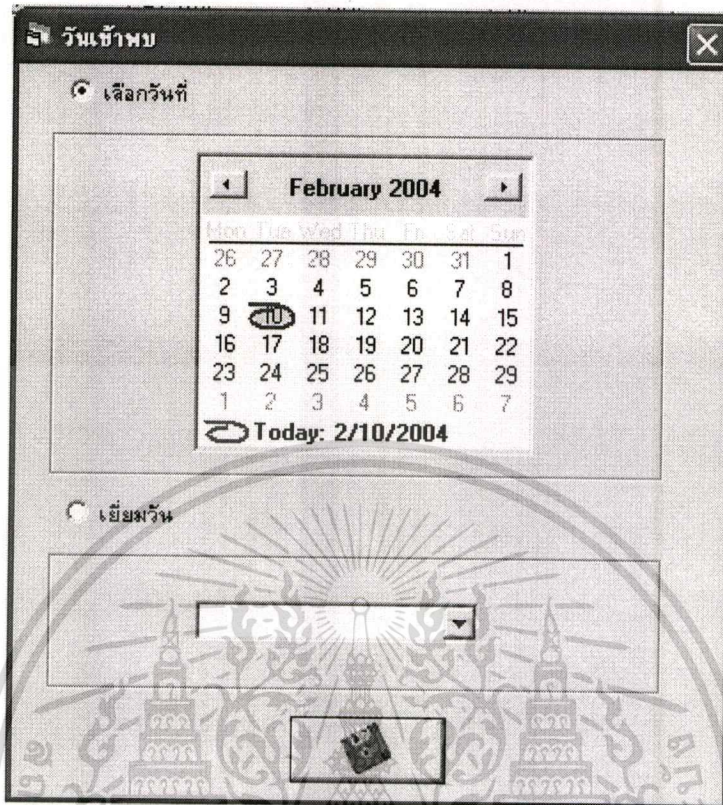 วันเข้าพบ
เลือกวันที่
February 2004
Mon Tue Wed Thu Fri Sat Sun
26 27 28 29 30 31 1
2 3 4 5 6 7 8
9 10 11 12 13 14 15
16 17 18 19 20 21 22
23 24 25 26 27 28 29
1 2 3 4 5 6 7
Today: 2/10/2004
เยี่ยมวัน